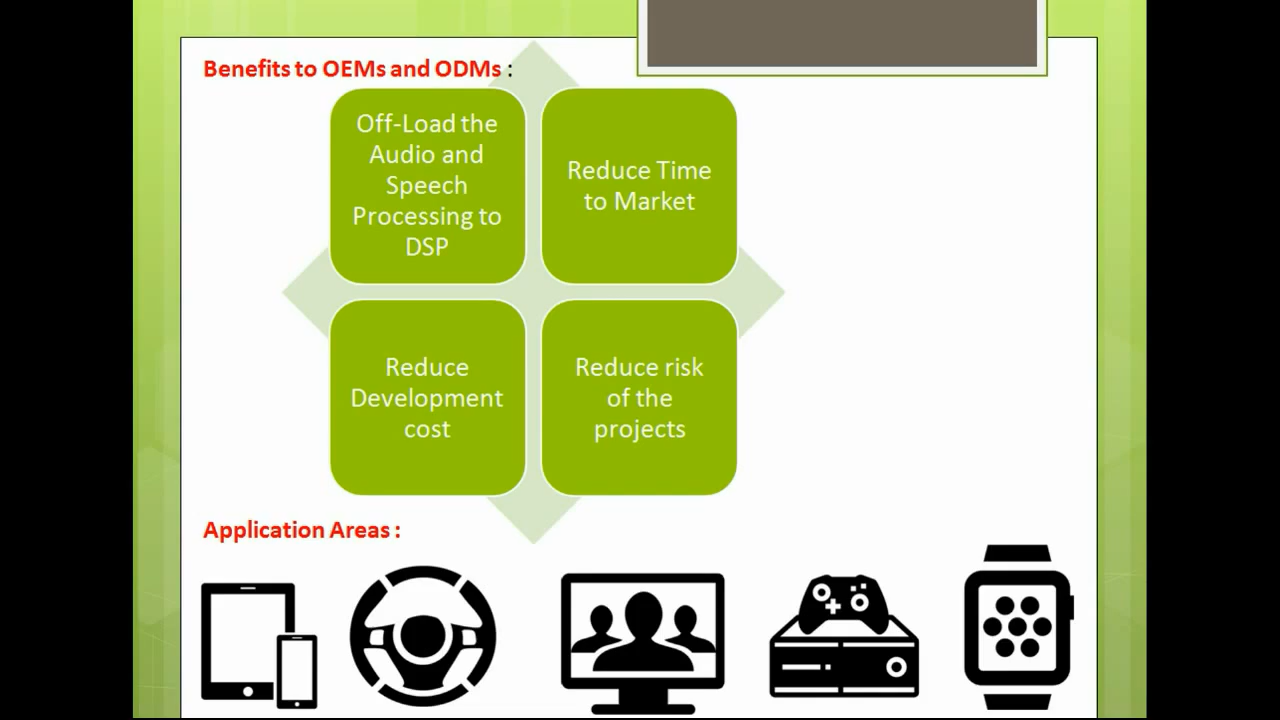 Benefits to OEMs and ODMs :
Off-Load the
Audio and
Speech
Processing to
DSP
Reduce Time
to Market
Reduce
Development
cost
Reduce risk
of the
projects
Application Areas :